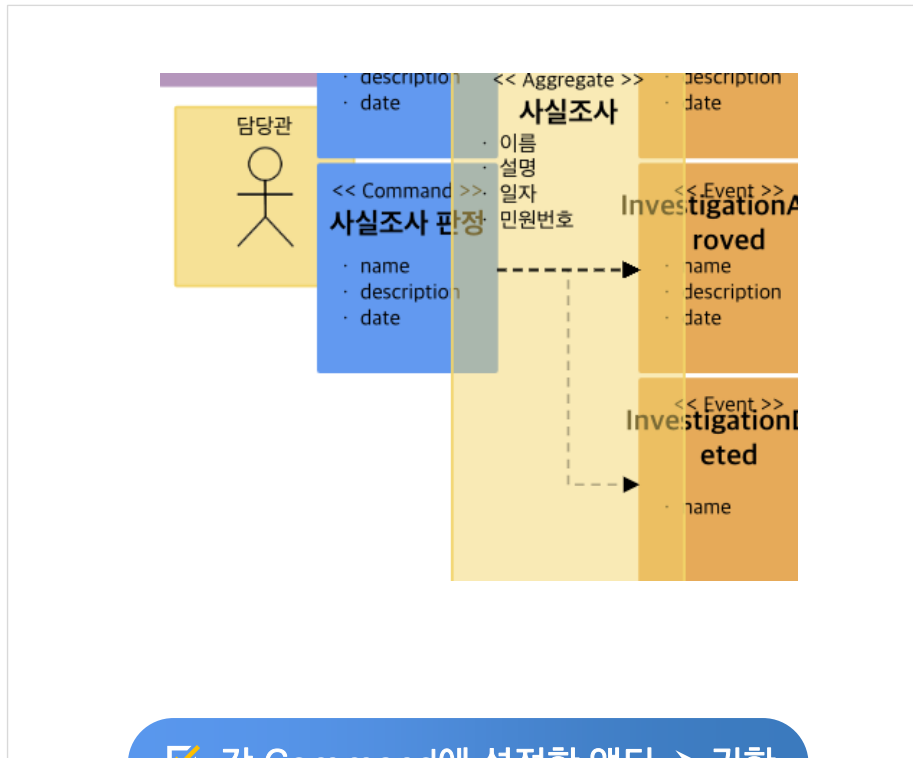 · description
· date
<< Aggregate >>
사실조사
· 이름
· 설명
· 일자
· 민원번호
· description
· date
담당관
<< Command >>
사실조사 판정
· name
· description
· date
<< Event >>
InvestigationA
roved
· name
· description
· date
<< Event >>
Investigation
eted
· name